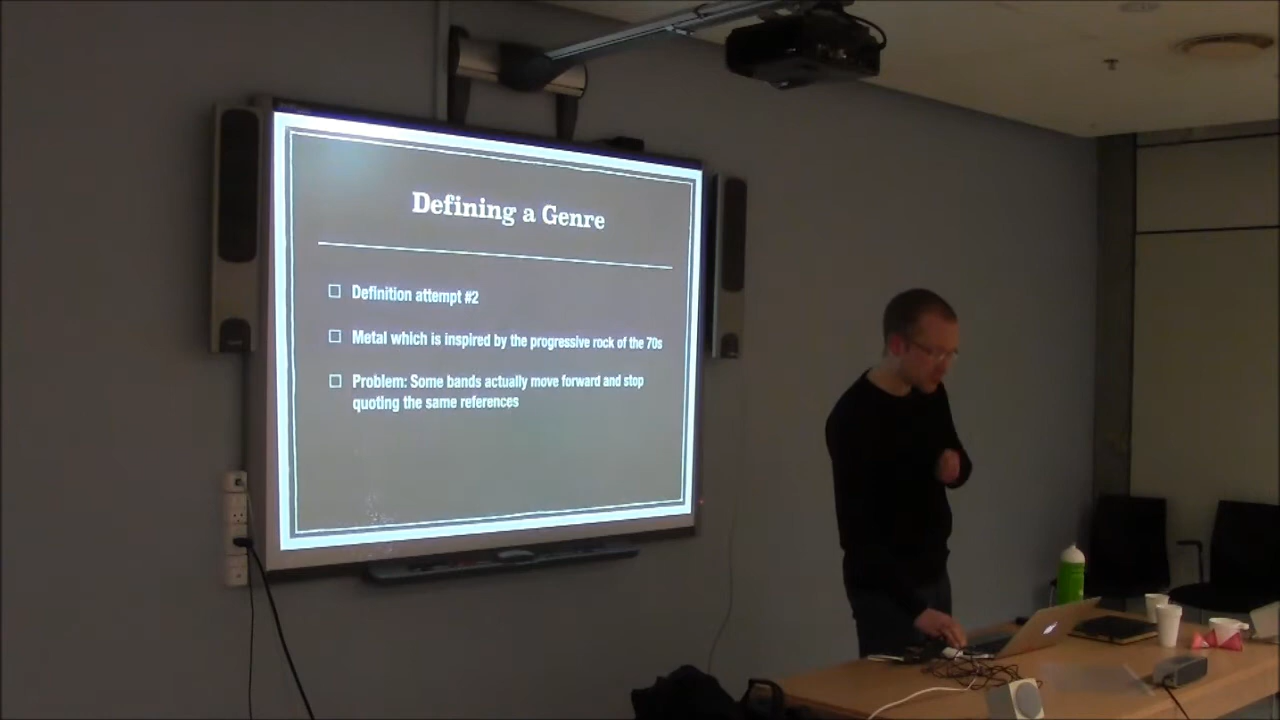 Defining a Genre
Definition attempt #2
Metal which is inspired by the progressive rock of the 70s
Problem: Some bands actually move forward and stop
quoting the same references